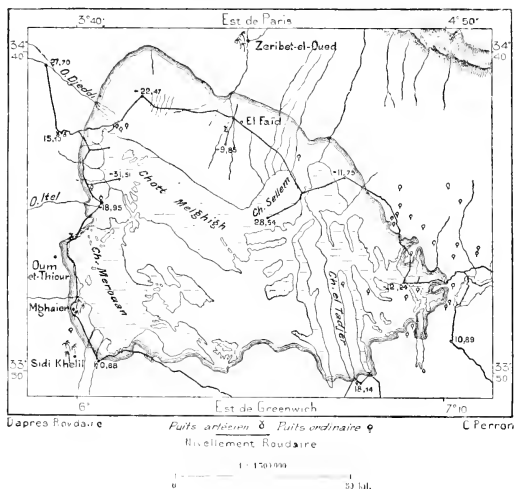 Est de Paris
3°40' 4°50'
34° 40' 34° 40'
Zeribet-el-Oued
27,70
O. Djeddi
-22,47
15,
El Faid
-9,85
-31,51
-11,75
O. Itel
Chott Melghigh
Ch. Sellem
18,95
28,54
Oum
et-Thiour
Ch. Merouan
Ch. el Tadjer
Mghaier
10,89
Sidi Khelil
0,88
18,14
33° 50' 33° 50'
6° Est de Greenwich 7°10'
D'apres Roudaire Puits artésien Puits ordinaire C. Perron
Nivellement Roudaire
1 : 1 500 000
0 50 kil.